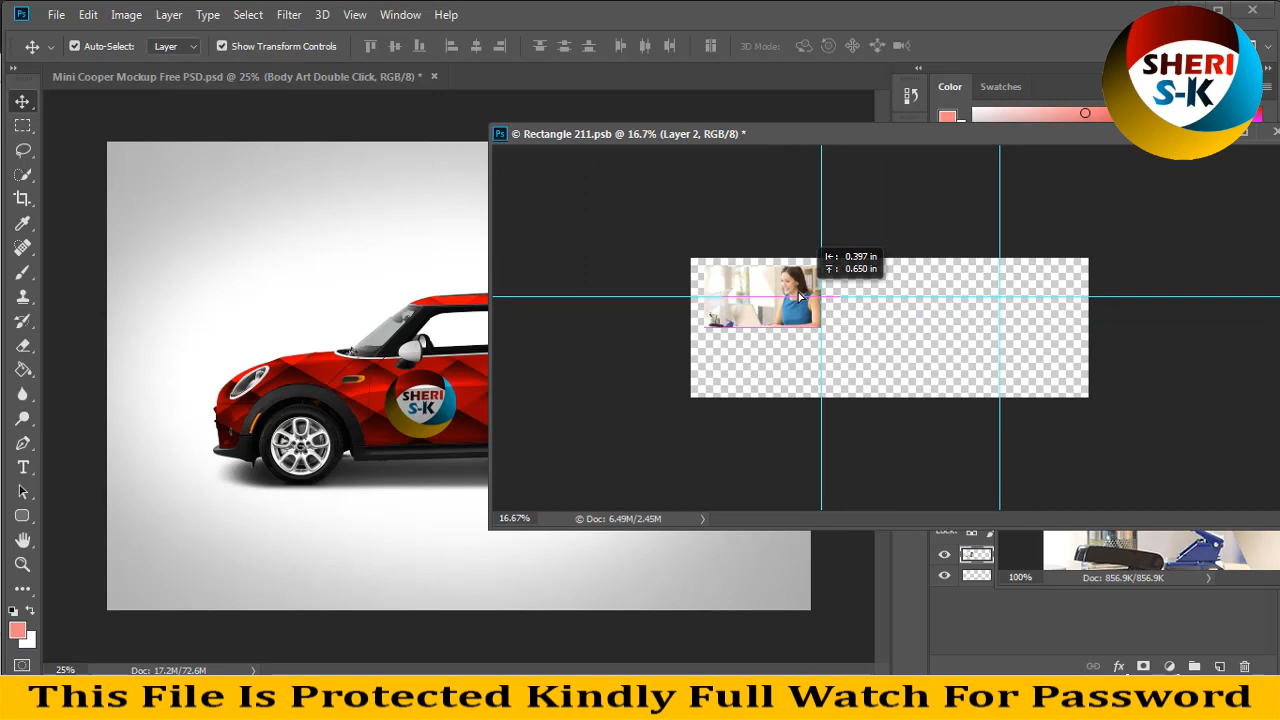 Ps File Edit Image Layer Type Select Filter 3D View Window Help
Auto-Select: Layer Show Transform Controls 3D Mode:
SHERI
S-K
Mini Cooper Mockup Free PSD.psd @ 25% (Body Art Double Click, RGB/8) * ×
Color Swatches
Ps © Rectangle 211.psb @ 16.7% (Layer 2, RGB/8) *
0.397 in
0.650 in
SHERI
S-K
16.67% © Doc: 6.49M/2.45M
100% Doc: 856.9K/856.9K
25% Doc: 17.2M/72.6M
fx
This File Is Protected Kindly Full Watch For Password